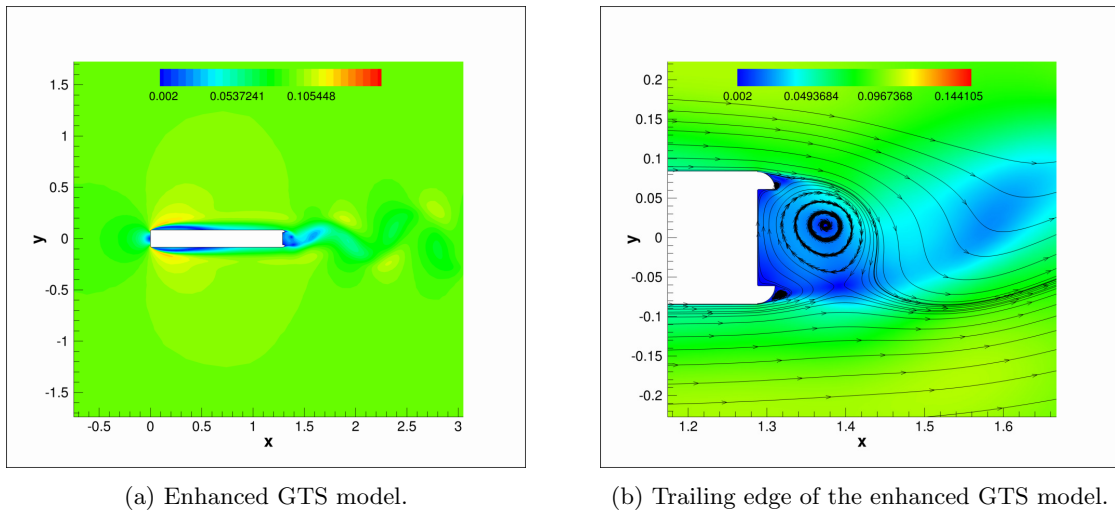 0.002 0.0537241 0.105448
1.5
1
0.5
0
-0.5
-1
-1.5
y
-0.5 0 0.5 1 1.5 2 2.5 3
x
(a) Enhanced GTS model.
0.002 0.0493684 0.0967368 0.144105
0.2
0.15
0.1
0.05
0
-0.05
-0.1
-0.15
-0.2
y
1.2 1.3 1.4 1.5 1.6
x
(b) Trailing edge of the enhanced GTS model.